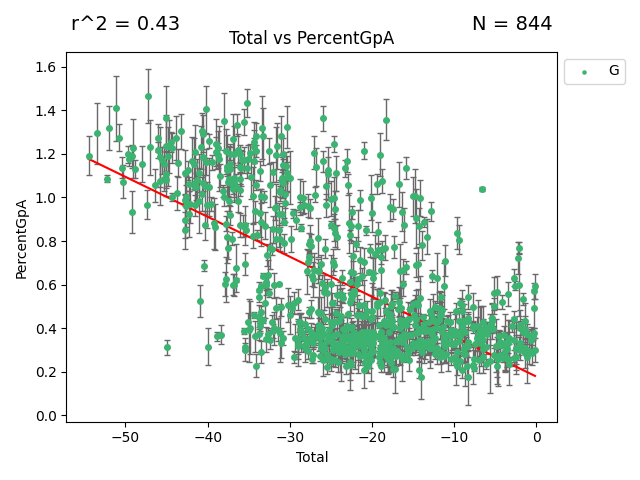 r^2 = 0.43
N = 844
Total vs PercentGpA
G
PercentGpA
1.6
1.4
1.2
1.0
0.8
0.6
0.4
0.2
0.0
−50
−40
−30
−20
−10
0
Total